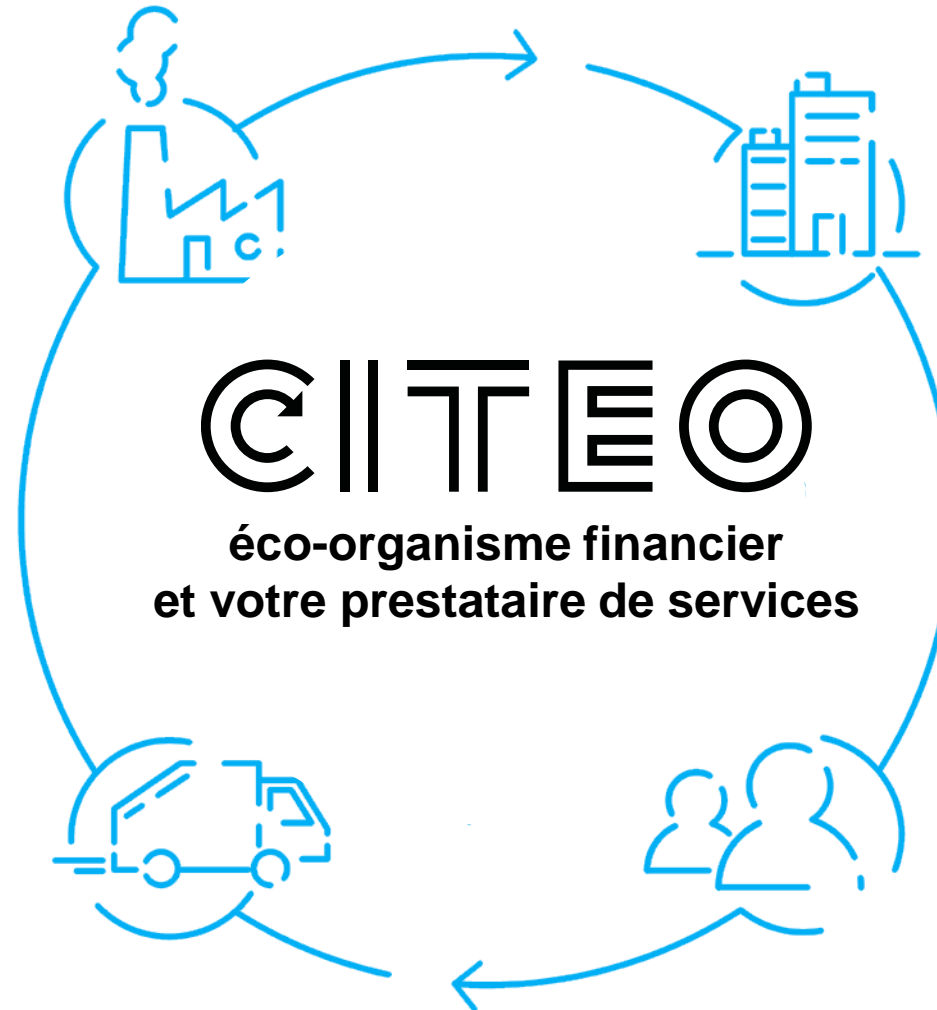 CITEO
éco-organisme financier
et votre prestataire de services